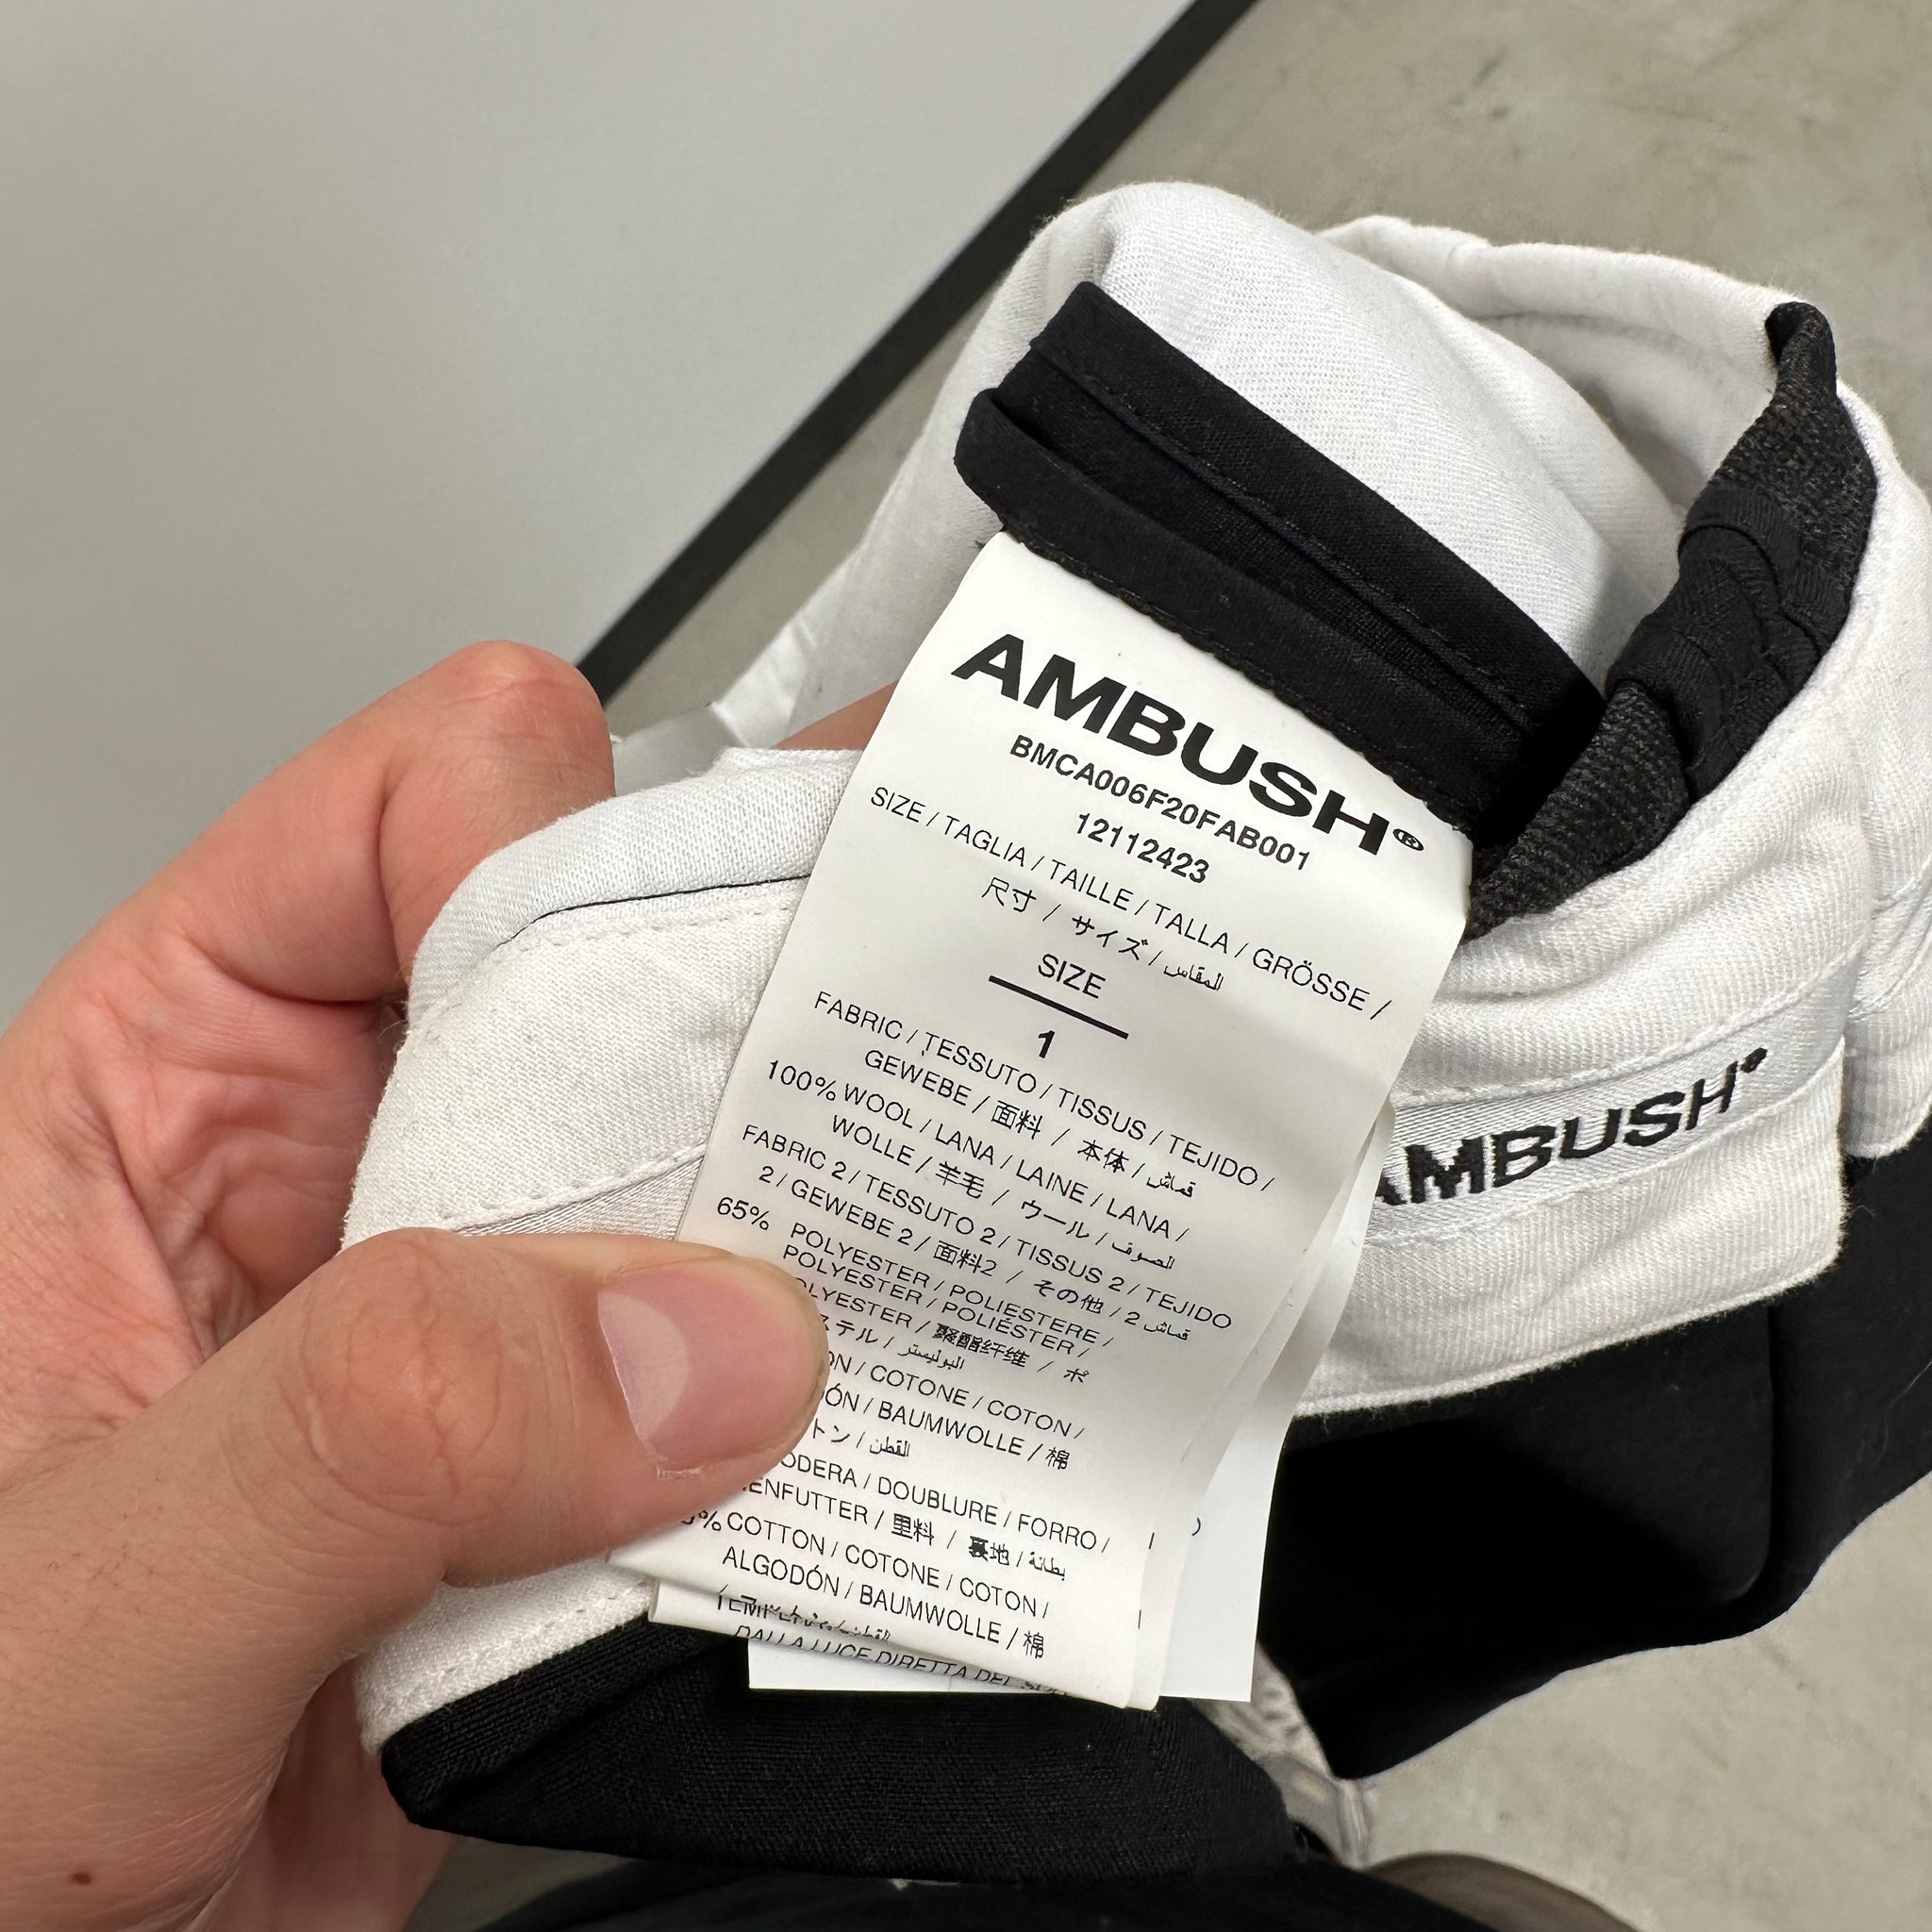 AMBUSH®
BMCA006F20FAB001
12112423
SIZE / TAGLIA / TAILLE / TALLA / GRÖSSE /
尺寸 / サイズ / المقاس
SIZE
1
FABRIC / TESSUTO / TISSUS / TEJIDO /
GEWEBE / 面料 / 本体 / قماش
100% WOOL / LANA / LAINE / LANA /
WOLLE / 羊毛 / ウール / الصوف
FABRIC 2 / TESSUTO 2 / TISSUS 2 / TEJIDO
2 / GEWEBE 2 / 面料2 / その他 / 2 قماش
65% POLYESTER / POLIESTERE /
POLYESTER / POLIÉSTER /
/ 聚酯纤维 / ポ
/ البوليستر
/ COTONE / COTON /
/ BAUMWOLLE / 棉
/ القطن
/ DOUBLURE / FORRO /
/ 里料 / 裏地 / بطانة
COTTON / COTONE / COTON /
ALGODÓN / BAUMWOLLE / 棉
DALLA LUCE DIRETTA DEL
AMBUSH®